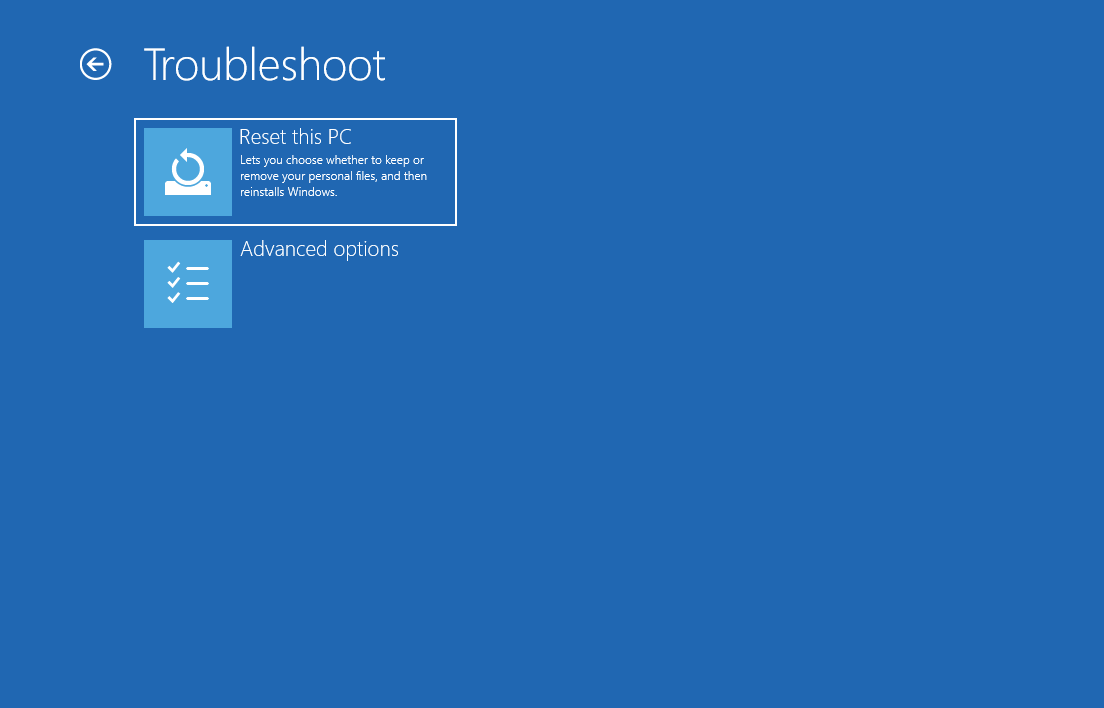 Troubleshoot
Reset this PC
Lets you choose whether to keep or
remove your personal files, and then
reinstalls Windows.
Advanced options